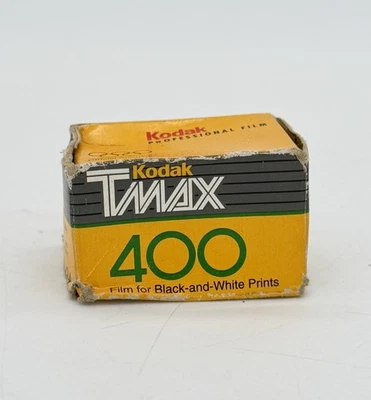 Kodak
PROFESSIONAL FILM
Kodak
TMAX
400
Film for Black-and-White Prints